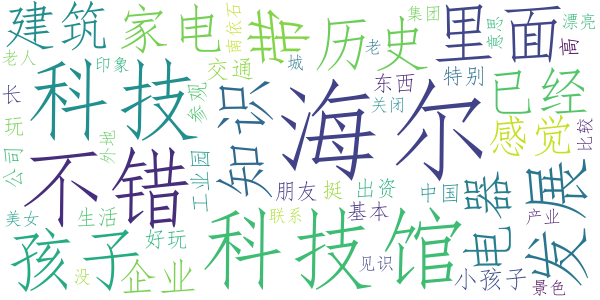 建筑
家电
集团
雨依石
带
历史
老
里面
意思
漂亮
高
老人
印象
交通
城
东西
特别
已经
长
科技
参观
知识
海尔
关闭
感觉
比较
玩
公司
不错
外地
工业园
朋友
挺
出资
中国
电器
发展
美女
生活
联系
基本
产业
孩子
好玩
没
企业
科技馆
见识
小孩子
景色